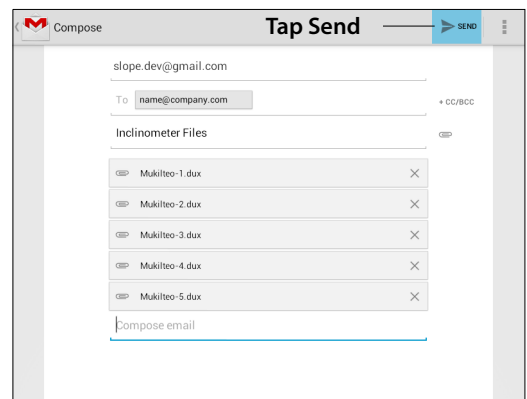 Compose
Tap Send
SEND
slope.dev@gmail.com
To name@company.com
+ CC/BCC
Inclinometer Files
Mukilteo-1.dux
Mukilteo-2.dux
Mukilteo-3.dux
Mukilteo-4.dux
Mukilteo-5.dux
Compose email